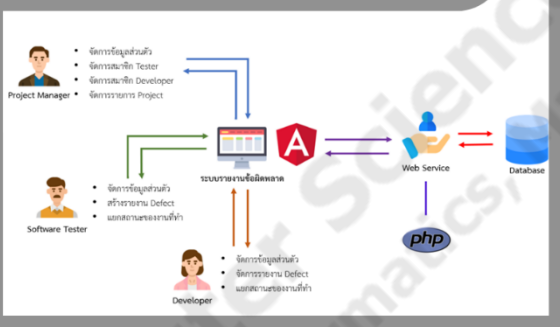 • จัดการข้อมูลส่วนตัว
• จัดการสมาชิก Tester
• จัดการสมาชิก Developer
• จัดการรายการ Project
Project Manager
ระบบรายงานข้อผิดพลาด
A
Web Service
Database
• จัดการข้อมูลส่วนตัว
• สร้างรายงาน Defect
• แยกสถานะของงานที่ทำ
Software Tester
php
• จัดการข้อมูลส่วนตัว
• จัดการรายงาน Defect
• แยกสถานะของงานที่ทำ
Developer